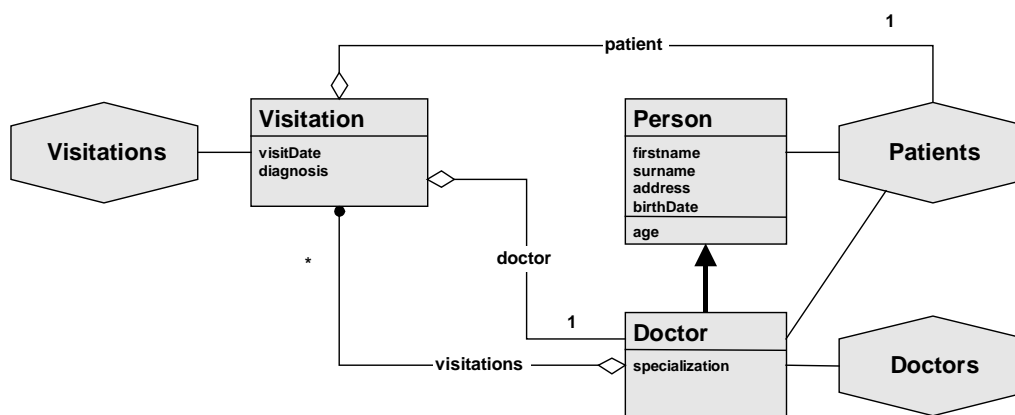 1
patient
Visitations
Visitation
visitDate
diagnosis
Person
firstname
surname
address
birthDate
age
Patients
*
doctor
1
Doctor
specialization
visitations
Doctors